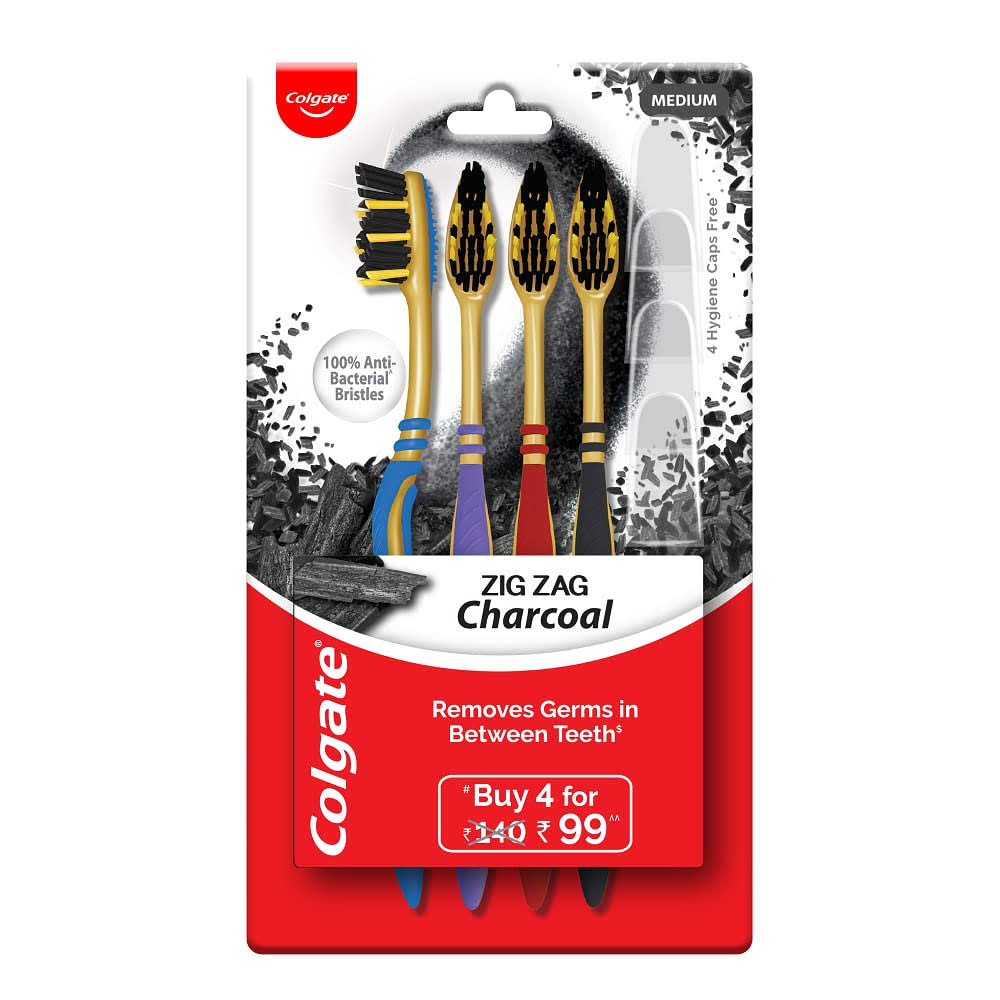 Colgate
MEDIUM
4 Hygiene Caps Free^
100% Anti-
Bacterial^
Bristles
ZIG ZAG
Charcoal
Colgate®
Removes Germs in
Between Teeth$
#Buy 4 for
₹ 140 ₹ 99^^